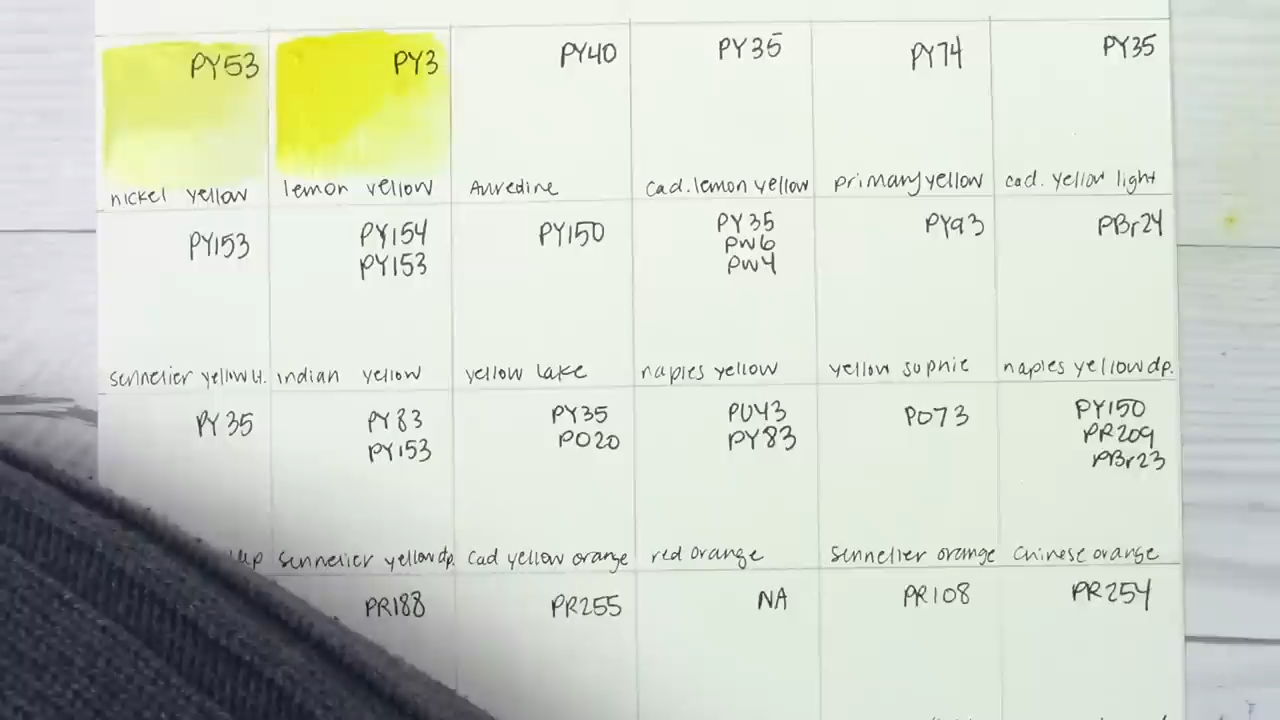 PY53
PY3
PY40
PY35
PY74
PY35
nickel yellow
lemon yellow
Auredine
cad. lemon yellow
primary yellow
cad. yellow light
PY153
PY154
PY153
PY150
PY35
PW6
PW4
PY93
PBr24
sennelier yellow lt.
indian yellow
yellow lake
naples yellow
yellow sophie
naples yellow dp.
PY35
PY83
PY153
PY35
PO20
PO43
PY83
PO73
PY150
PR209
PBr23
sennelier yellow dp.
cad yellow orange
red orange
sennelier orange
chinese orange
PR188
PR255
NA
PR108
PR254